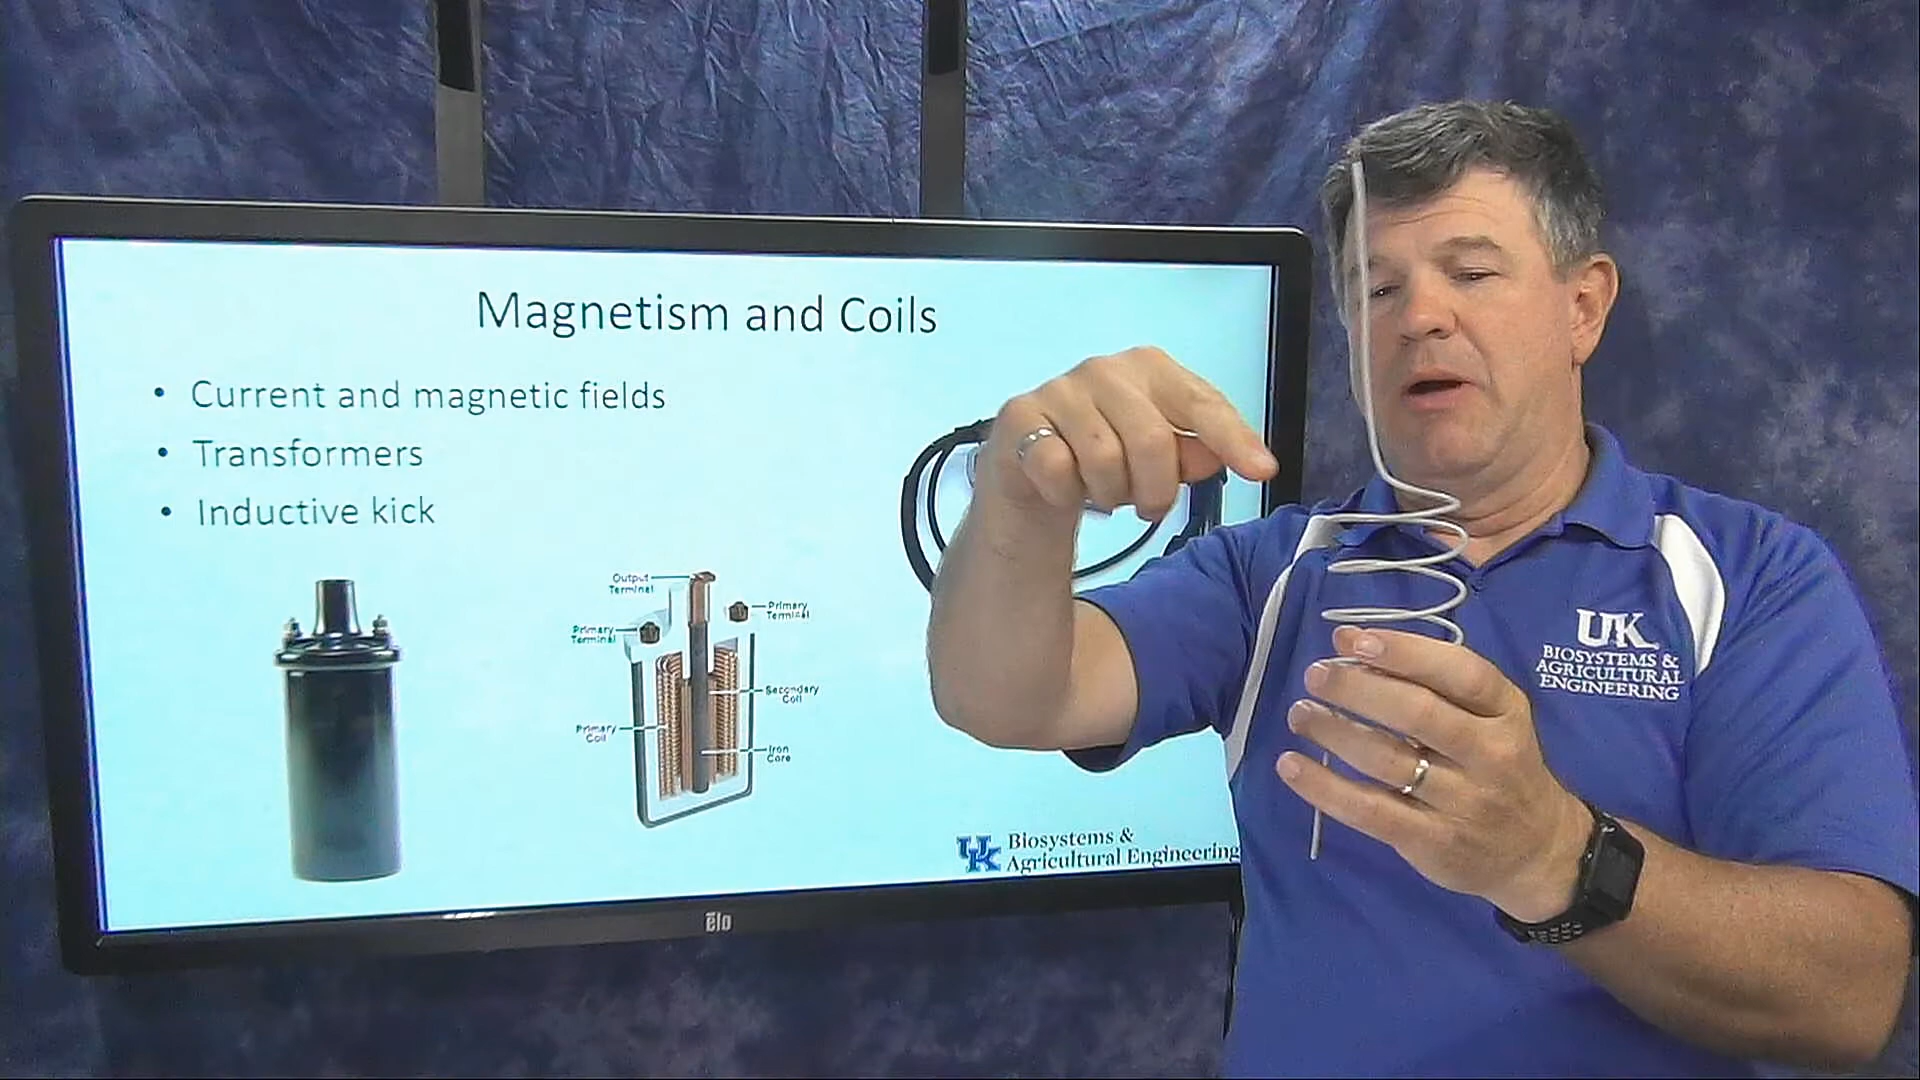 Magnetism and Coils
• Current and magnetic fields
• Transformers
• Inductive kick
Output
Terminal
Primary
Terminal
Primary
Terminal
Secondary
Coil
Primary
Coil
Iron
Core
UK Biosystems &
Agricultural Engineering
elo
UK
BIOSYSTEMS &
AGRICULTURAL
ENGINEERING